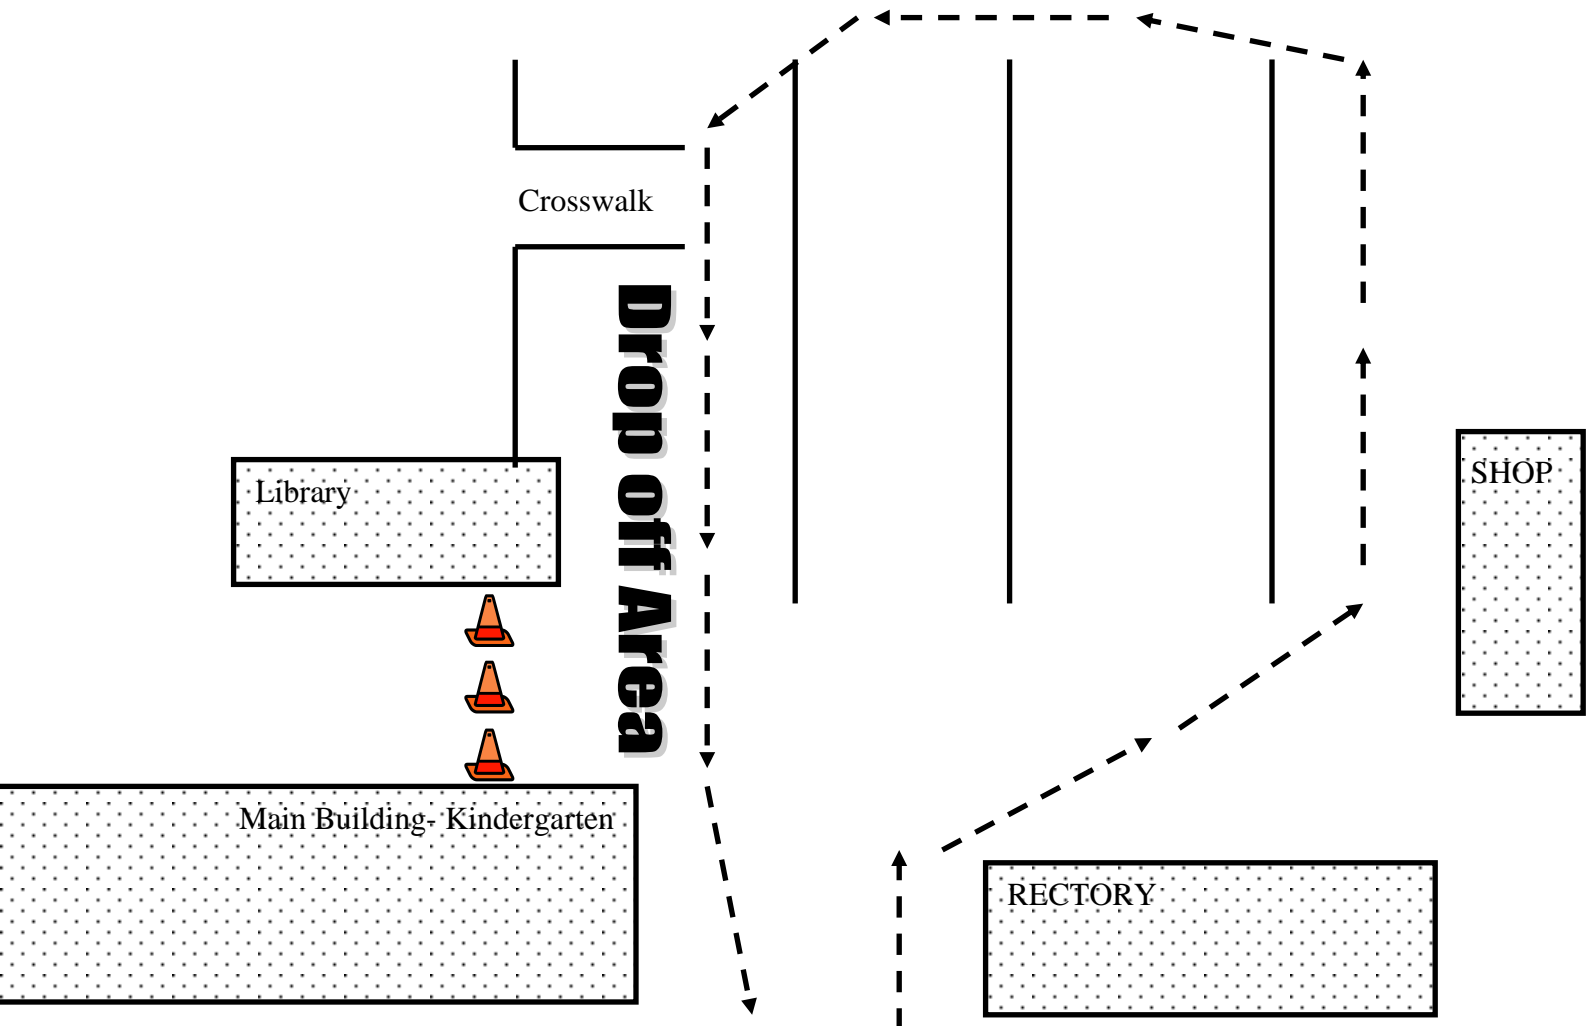 Crosswalk
Drop off Area
Library
SHOP
Main Building- Kindergarten
RECTORY